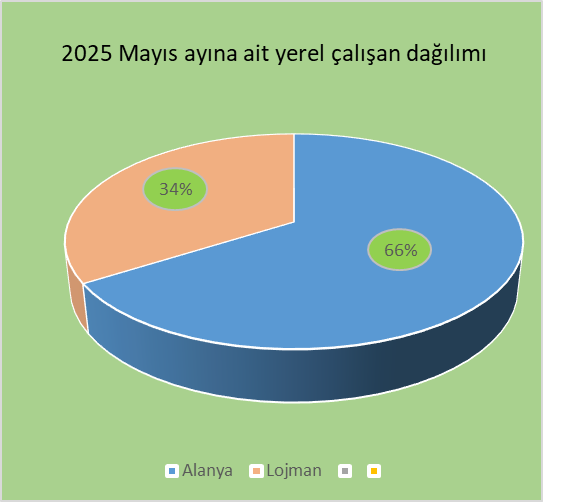 2025 Mayıs ayına ait yerel çalışan dağılımı
34%
66%
Alanya Lojman